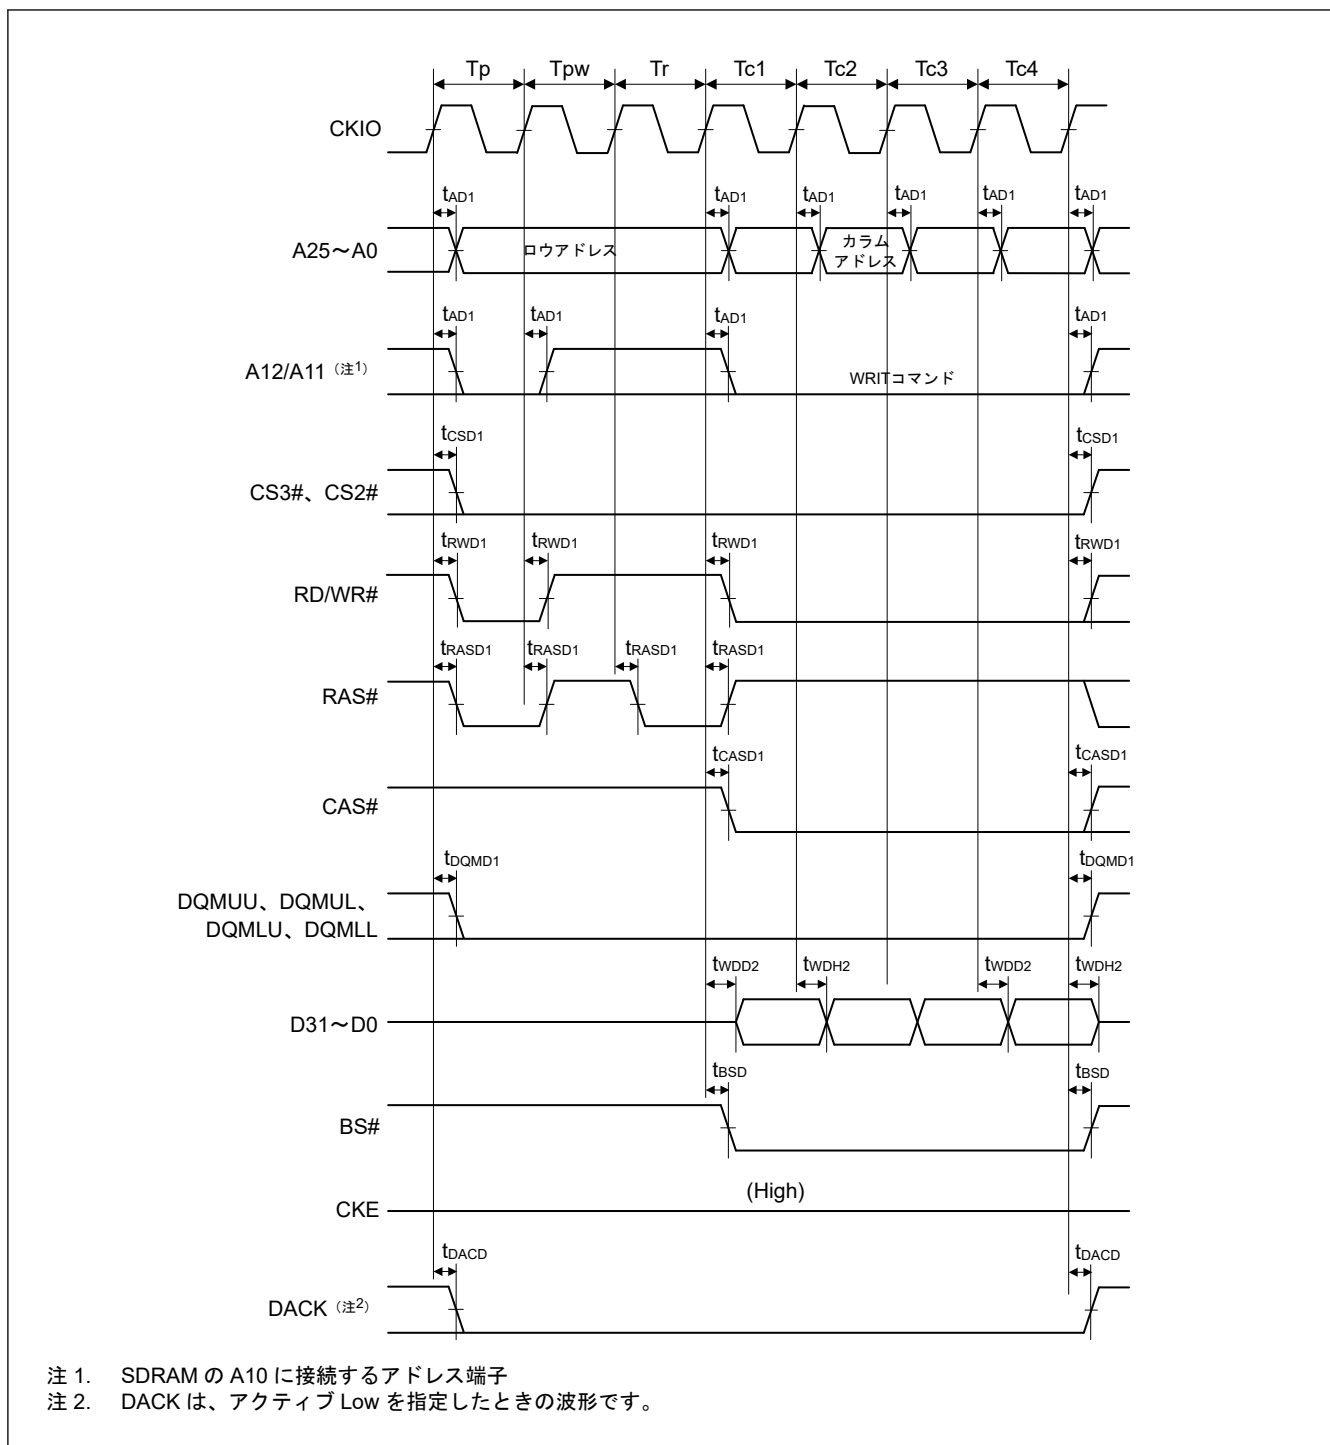 Tp Tpw Tr Tc1 Tc2 Tc3 Tc4
CKIO
tAD1 tAD1 tAD1 tAD1 tAD1 tAD1
A25～A0 ロウアドレス カラム
アドレス
tAD1 tAD1 tAD1 tAD1
A12/A11（注1） WRITコマンド
tCSD1 tCSD1
CS3#、CS2#
tRWD1 tRWD1 tRWD1 tRWD1
RD/WR#
tRASD1 tRASD1 tRASD1 tRASD1
RAS#
tCASD1 tCASD1
CAS#
tDQMD1 tDQMD1
DQMUU、DQMUL、
DQMLU、DQMLL
tWDD2 tWDH2 tWDD2 tWDH2
D31～D0
tBSD tBSD
BS#
(High)
CKE
tDACD tDACD
DACK（注2）
注 1. SDRAM の A10 に接続するアドレス端子
注 2. DACK は、アクティブ Low を指定したときの波形です。